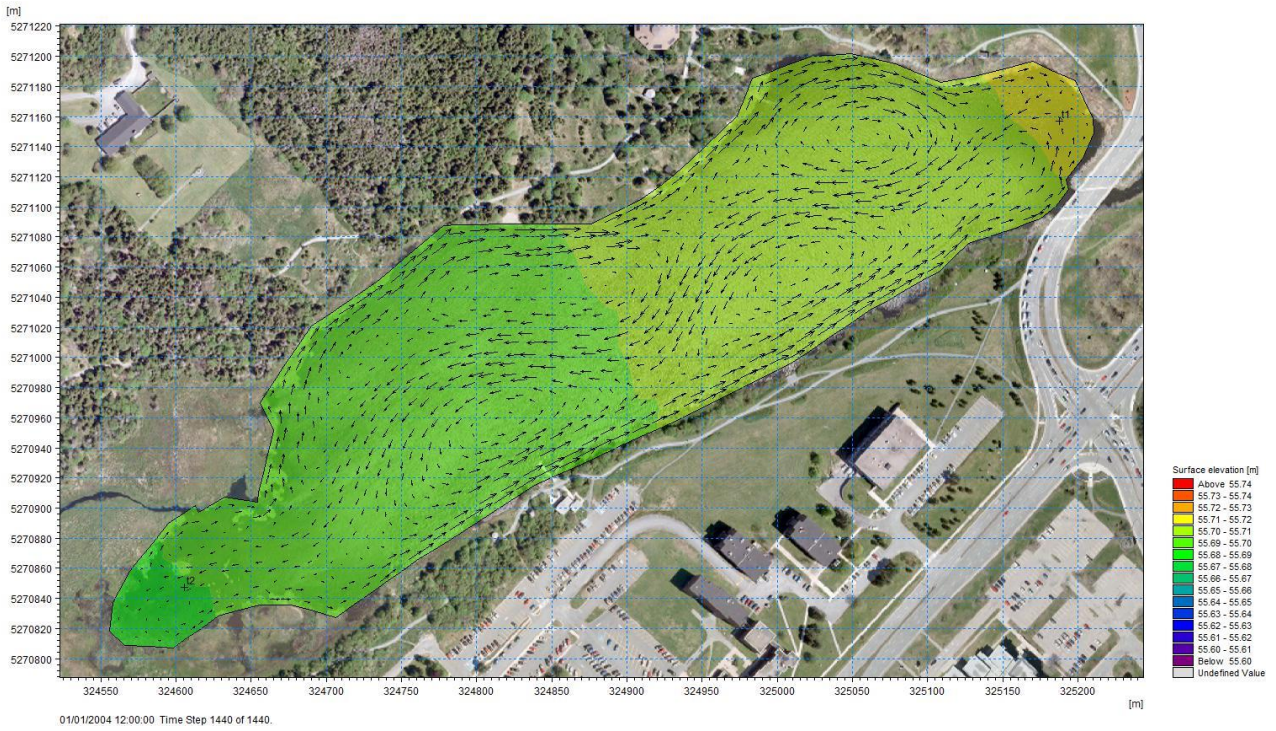 [m]
5271220
5271200
5271180
5271160
5271140
5271120
5271100
5271080
5271060
5271040
5271020
5271000
5270980
5270960
5270940
5270920
5270900
5270880
5270860
5270840
5270820
5270800
t1
t2
324550 324600 324650 324700 324750 324800 324850 324900 324950 325000 325050 325100 325150 325200
[m]
01/01/2004 12:00:00 Time Step 1440 of 1440.
Surface elevation [m]
Above 55.74
55.73 - 55.74
55.72 - 55.73
55.71 - 55.72
55.70 - 55.71
55.69 - 55.70
55.68 - 55.69
55.67 - 55.68
55.66 - 55.67
55.65 - 55.66
55.64 - 55.65
55.63 - 55.64
55.62 - 55.63
55.61 - 55.62
55.60 - 55.61
Below 55.60
Undefined Value